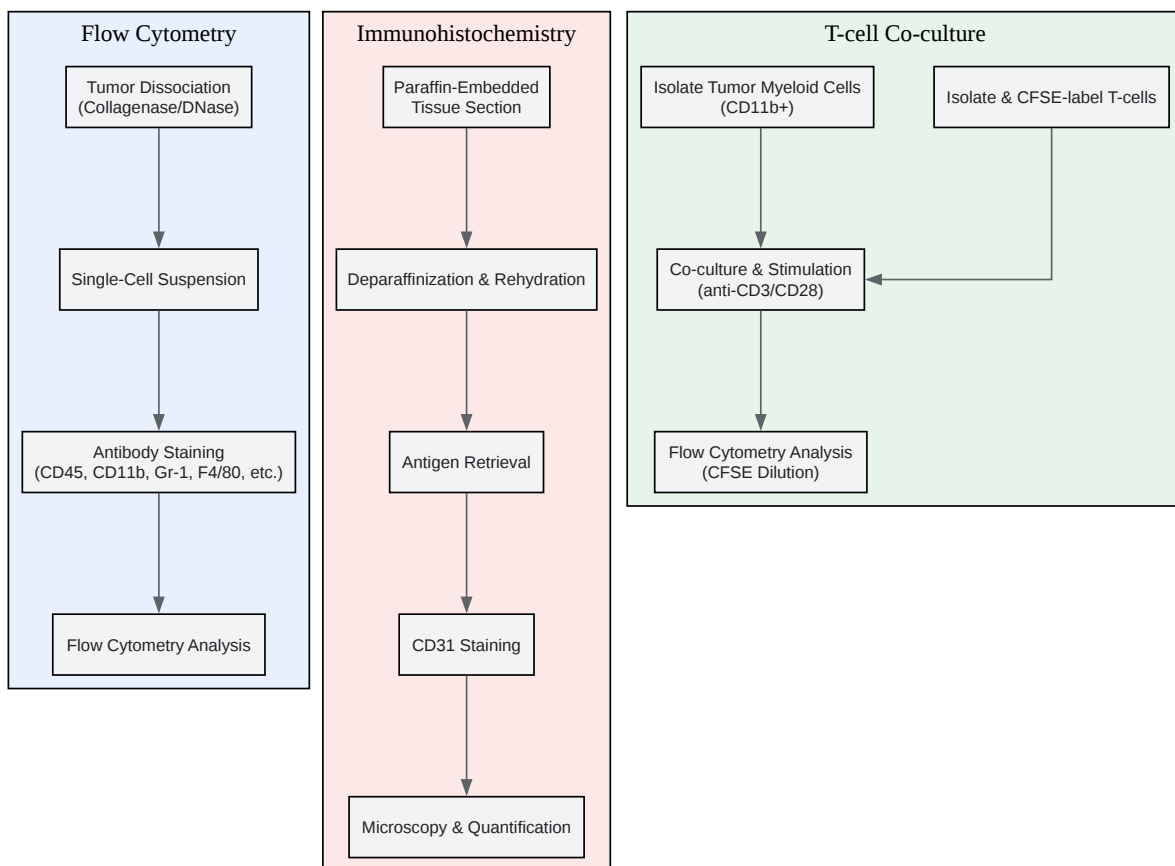 Flow Cytometry
Tumor Dissociation
(Collagenase/DNase)
Single-Cell Suspension
Antibody Staining
(CD45, CD11b, Gr-1, F4/80, etc.)
Flow Cytometry Analysis
Immunohistochemistry
Paraffin-Embedded
Tissue Section
Deparaffinization & Rehydration
Antigen Retrieval
CD31 Staining
Microscopy & Quantification
T-cell Co-culture
Isolate Tumor Myeloid Cells
(CD11b+)
Isolate & CFSE-label T-cells
Co-culture & Stimulation
(anti-CD3/CD28)
Flow Cytometry Analysis
(CFSE Dilution)